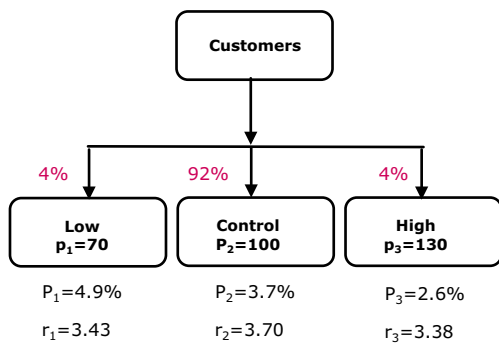 Customers
4%
92%
4%
Low
p₁=70
Control
P₂=100
High
p₃=130
P₁=4.9%
P₂=3.7%
P₃=2.6%
r₁=3.43
r₂=3.70
r₃=3.38